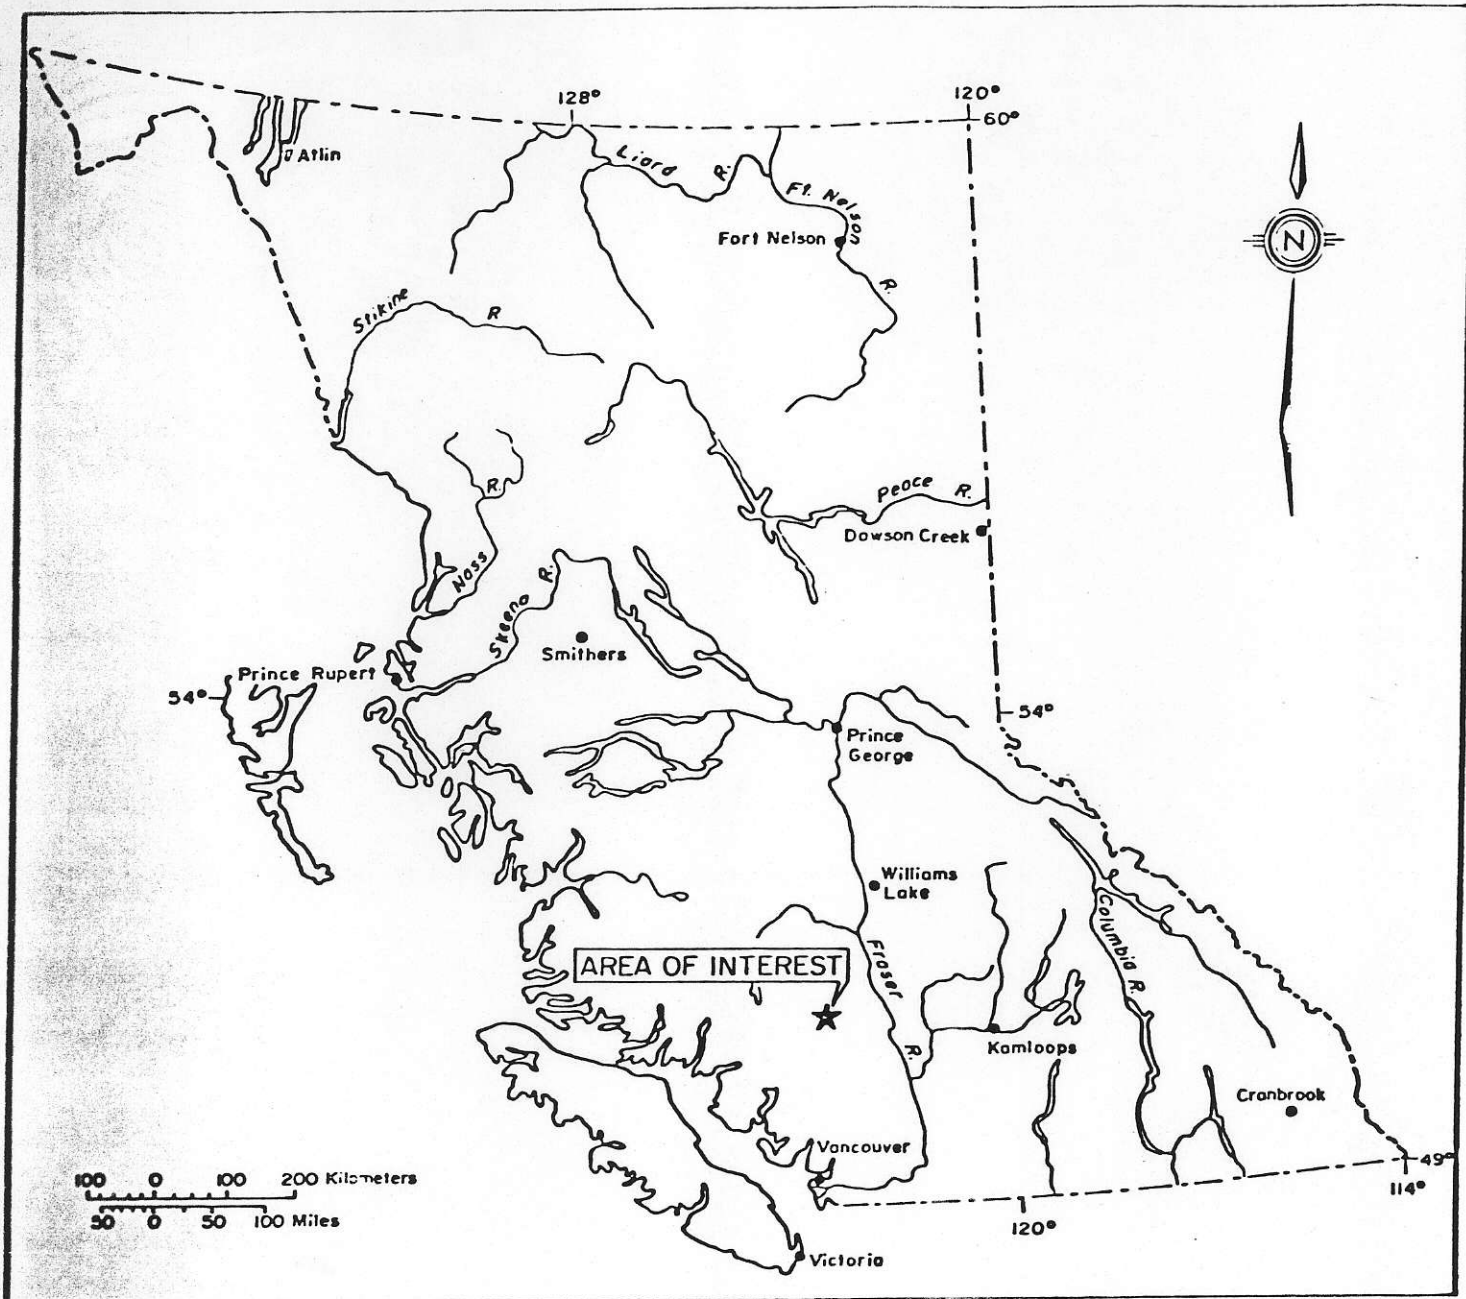 128°
120°
60°
Atlin
Liard R.
Ft. Nelson R.
Fort Nelson
N
Stikine R
Peace R.
Dawson Creek
Nass R.
Skeena R.
Smithers
Prince Rupert
54°
54°
Prince
George
Williams
Lake
Columbia R.
Fraser R.
AREA OF INTEREST
Kamloops
Cranbrook
Vancouver
49°
114°
100 0 100 200 Kilometers
50 0 50 100 Miles
120°
Victoria